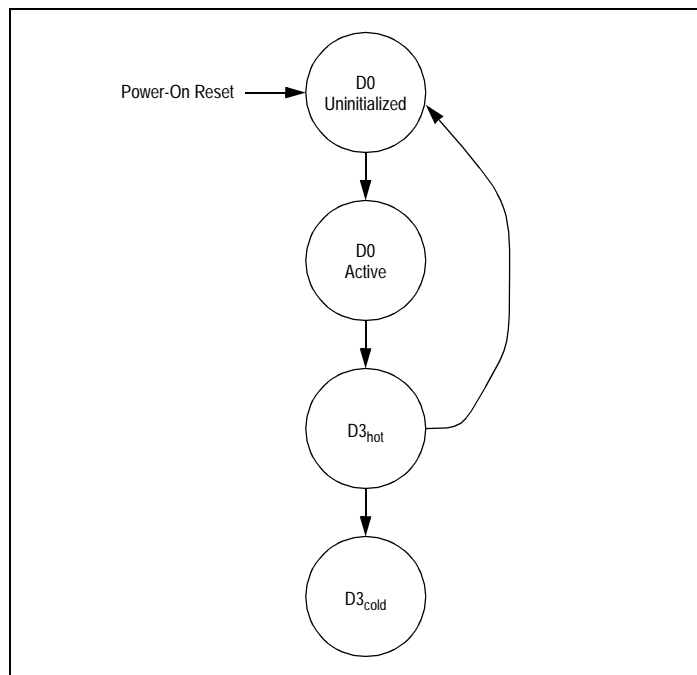 Power-On Reset
D0
Uninitialized
D0
Active
D3hot
D3cold